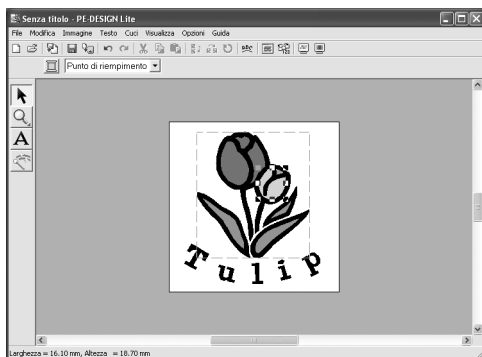 Senza titolo - PE-DESIGN Lite
File Modifica Immagine Testo Cuci Visualizza Opzioni Guida
abc
Punto di riempimento
A
Tulip
Larghezza = 16.10 mm, Altezza = 18.70 mm